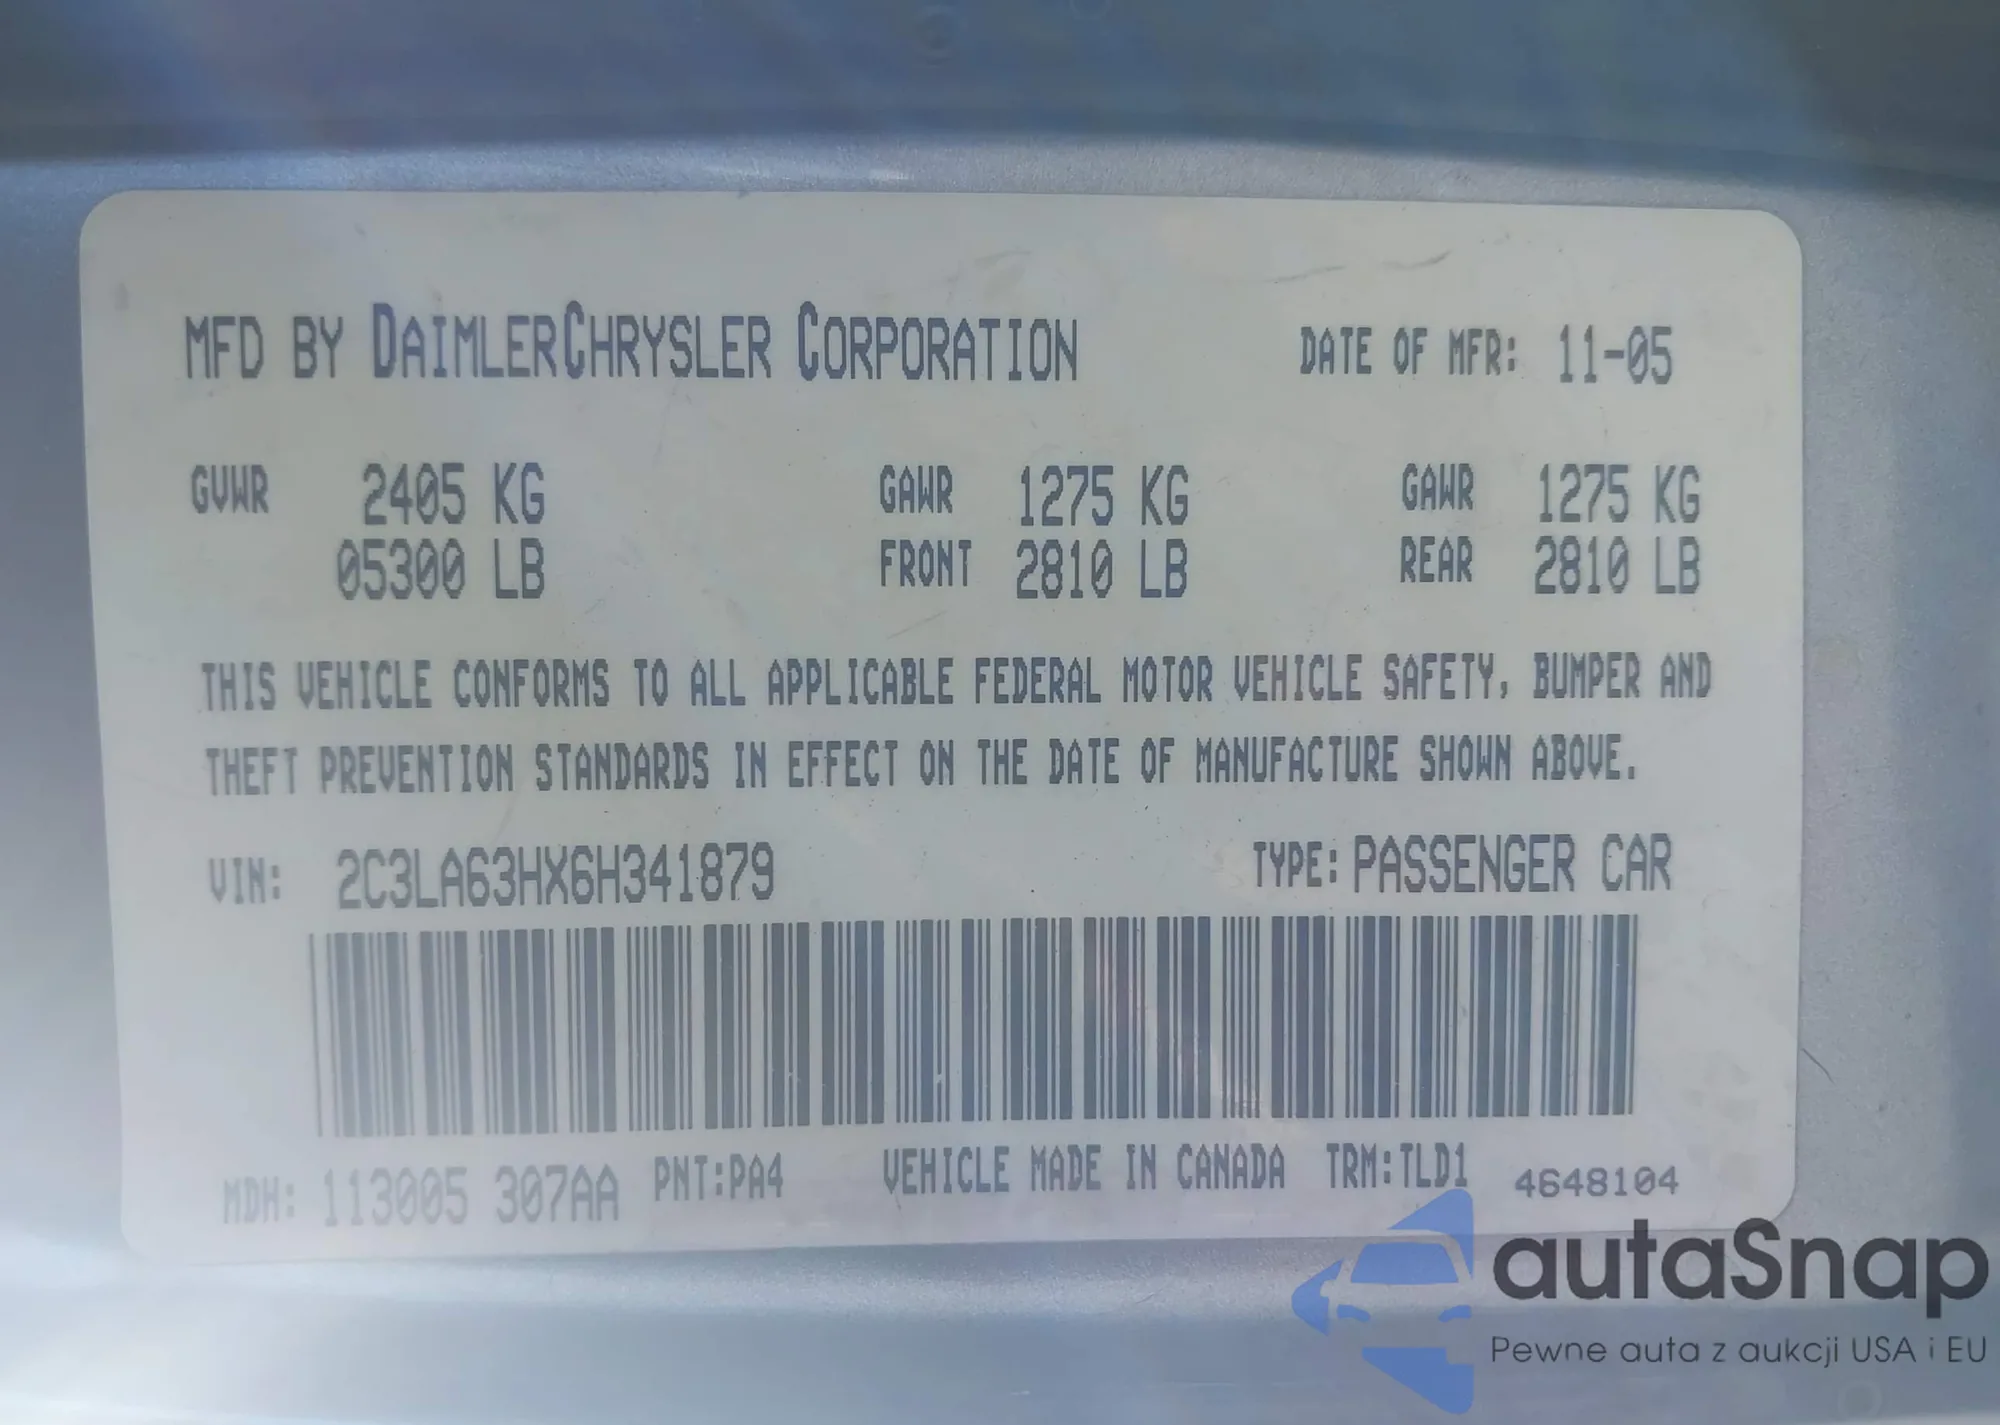 MFD BY DAIMLERCHRYSLER CORPORATION DATE OF MFR: 11-05
GVWR 2405 KG GAWR 1275 KG GAWR 1275 KG
05300 LB FRONT 2810 LB REAR 2810 LB
THIS VEHICLE CONFORMS TO ALL APPLICABLE FEDERAL MOTOR VEHICLE SAFETY, BUMPER AND
THEFT PREVENTION STANDARDS IN EFFECT ON THE DATE OF MANUFACTURE SHOWN ABOVE.
VIN: 2C3LA63HX6H341879 TYPE: PASSENGER CAR
MDH: 113005 307AA PNT:PA4 VEHICLE MADE IN CANADA TRM:TLD1 4648104
autaSnap
Pewne auta z aukcji USA i EU